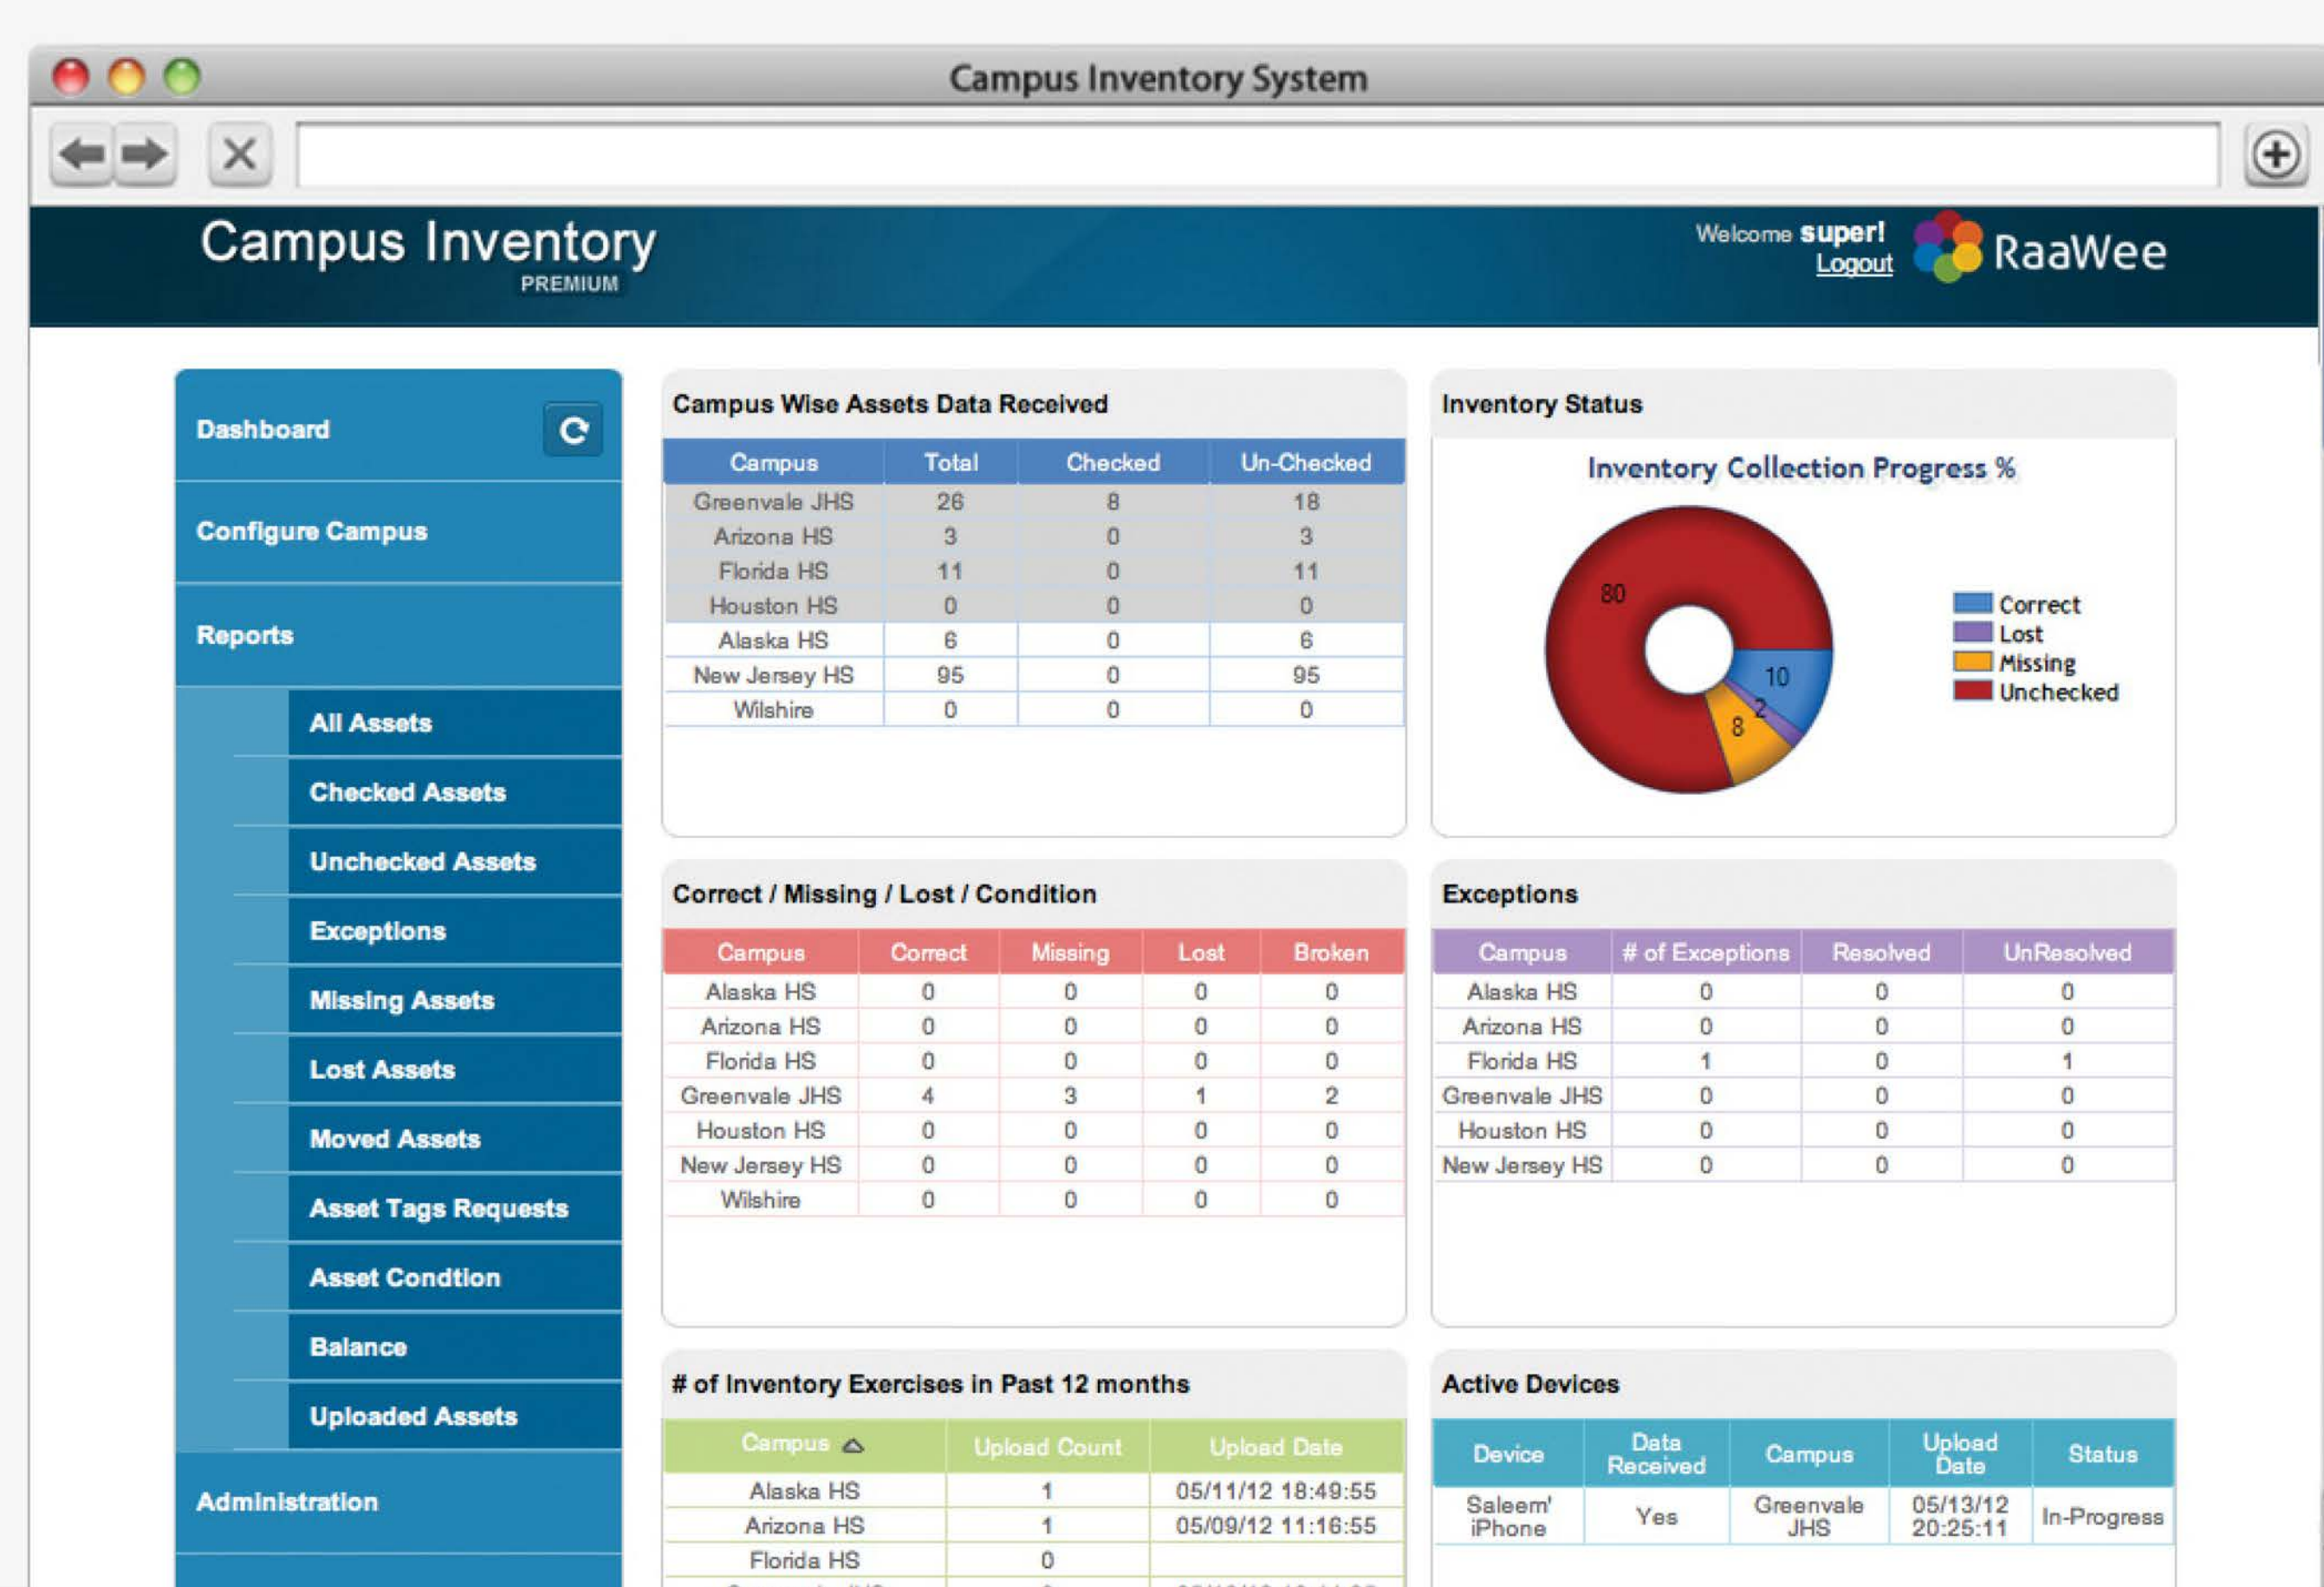 Campus Inventory System
Campus Inventory
PREMIUM
Welcome super!
Logout
RaaWee
Dashboard
Configure Campus
Reports
All Assets
Checked Assets
Unchecked Assets
Exceptions
Missing Assets
Lost Assets
Moved Assets
Asset Tags Requests
Asset Condtion
Balance
Uploaded Assets
Administration
Campus Wise Assets Data Received
Campus Total Checked Un-Checked
Greenvale JHS 26 8 18
Arizona HS 3 0 3
Florida HS 11 0 11
Houston HS 0 0 0
Alaska HS 6 0 6
New Jersey HS 95 0 95
Wilshire 0 0 0
Inventory Status
Inventory Collection Progress %
80
10
2
8
Correct
Lost
Missing
Unchecked
Correct / Missing / Lost / Condition
Campus Correct Missing Lost Broken
Alaska HS 0 0 0 0
Arizona HS 0 0 0 0
Florida HS 0 0 0 0
Greenvale JHS 4 3 1 2
Houston HS 0 0 0 0
New Jersey HS 0 0 0 0
Wilshire 0 0 0 0
Exceptions
Campus # of Exceptions Resolved UnResolved
Alaska HS 0 0 0
Arizona HS 0 0 0
Florida HS 1 0 1
Greenvale JHS 0 0 0
Houston HS 0 0 0
New Jersey HS 0 0 0
# of Inventory Exercises in Past 12 months
Campus Upload Count Upload Date
Alaska HS 1 05/11/12 18:49:55
Arizona HS 1 05/09/12 11:16:55
Florida HS 0
Active Devices
Device Data Received Campus Upload Date Status
Saleem' iPhone Yes Greenvale JHS 05/13/12 20:25:11 In-Progress